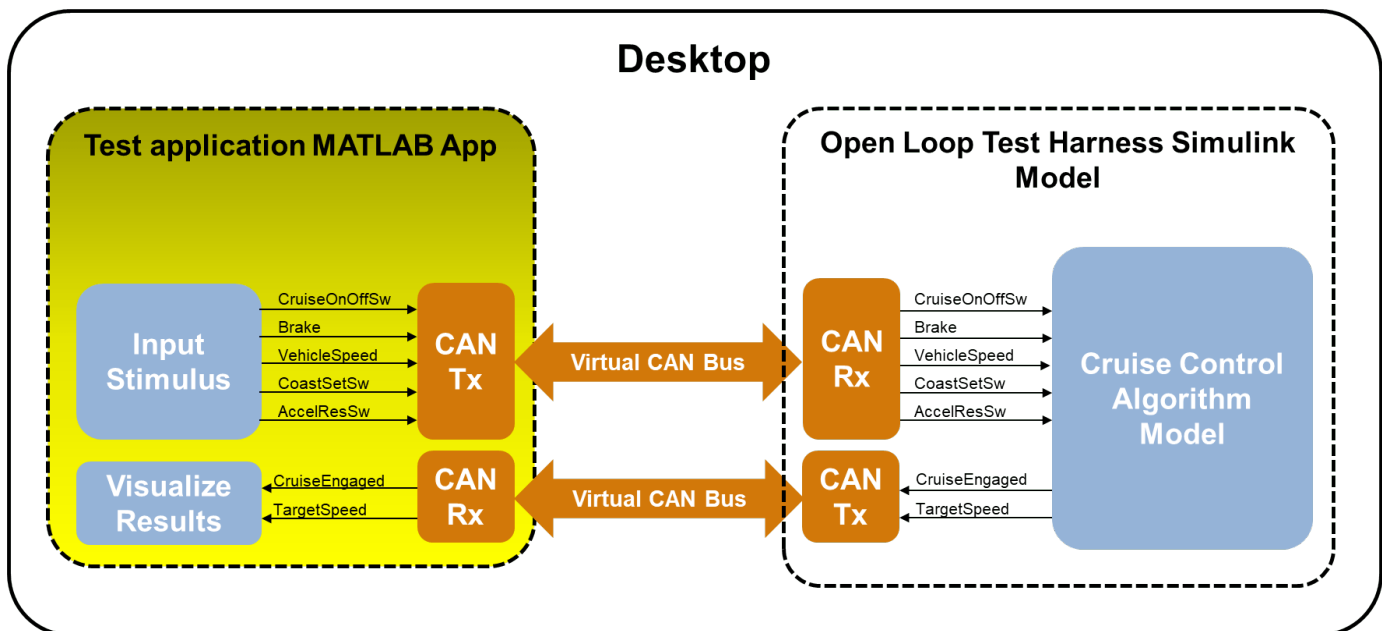 Desktop
Test application MATLAB App
Input
Stimulus
CruiseOnOffSw
Brake
VehicleSpeed
CoastSetSw
AccelResSw
CAN
Tx
Visualize
Results
CruiseEngaged
TargetSpeed
CAN
Rx
Virtual CAN Bus
Virtual CAN Bus
Open Loop Test Harness Simulink
Model
CAN
Rx
CruiseOnOffSw
Brake
VehicleSpeed
CoastSetSw
AccelResSw
CAN
Tx
CruiseEngaged
TargetSpeed
Cruise Control
Algorithm
Model